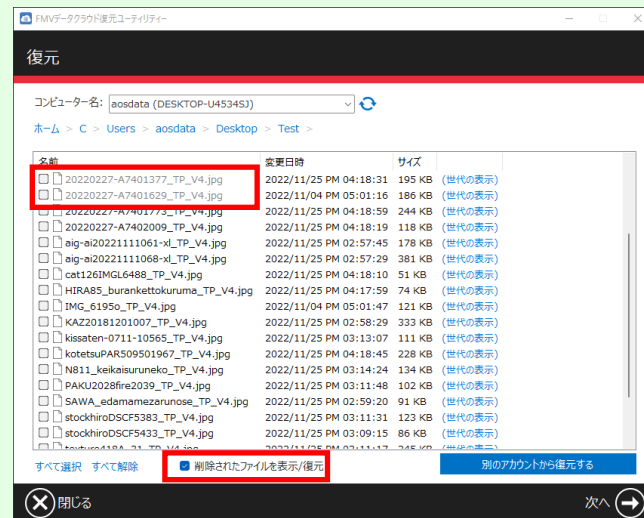 FMVデータクラウド復元ユーティリティー
復元
コンピューター名: aosdata (DESKTOP-U4534SJ)
ホーム > C > Users > aosdata > Desktop > Test >
名前 変更日時 サイズ
20220227-A7401377_TP_V4.jpg 2022/11/25 PM 04:18:31 195 KB (世代の表示)
20220227-A7401629_TP_V4.jpg 2022/11/04 PM 05:01:16 186 KB (世代の表示)
20220227-A7401773_TP_V4.jpg 2022/11/25 PM 04:18:59 244 KB (世代の表示)
20220227-A7402009_TP_V4.jpg 2022/11/25 PM 04:18:19 118 KB (世代の表示)
aig-ai20221111061-xl_TP_V4.jpg 2022/11/25 PM 02:57:45 178 KB (世代の表示)
aig-ai20221111068-xl_TP_V4.jpg 2022/11/25 PM 02:57:29 381 KB (世代の表示)
cat126IMGL6488_TP_V4.jpg 2022/11/25 PM 04:18:10 51 KB (世代の表示)
HIRA85_burankettokuruma_TP_V4.jpg 2022/11/25 PM 04:17:59 74 KB (世代の表示)
IMG_6195o_TP_V4.jpg 2022/11/04 PM 05:01:47 121 KB (世代の表示)
KAZ20181201007_TP_V4.jpg 2022/11/25 PM 02:58:29 333 KB (世代の表示)
kissaten-0711-10565_TP_V4.jpg 2022/11/25 PM 03:13:07 111 KB (世代の表示)
kotetsuPAR509501967_TP_V4.jpg 2022/11/25 PM 04:18:45 228 KB (世代の表示)
N811_keikaisuruneko_TP_V4.jpg 2022/11/25 PM 03:14:24 134 KB (世代の表示)
PAKU2028fire2039_TP_V4.jpg 2022/11/25 PM 03:11:48 102 KB (世代の表示)
SAWA_edamamezarunose_TP_V4.jpg 2022/11/25 PM 02:59:20 91 KB (世代の表示)
stockhiroDSCF5383_TP_V4.jpg 2022/11/25 PM 03:11:31 123 KB (世代の表示)
stockhiroDSCF5433_TP_V4.jpg 2022/11/25 PM 03:09:15 86 KB (世代の表示)
2022/11/25 PM 03:11:17 245 KB (世代の表示)
すべて選択 すべて解除 削除されたファイルを表示/復元 別のアカウントから復元する
閉じる 次へ